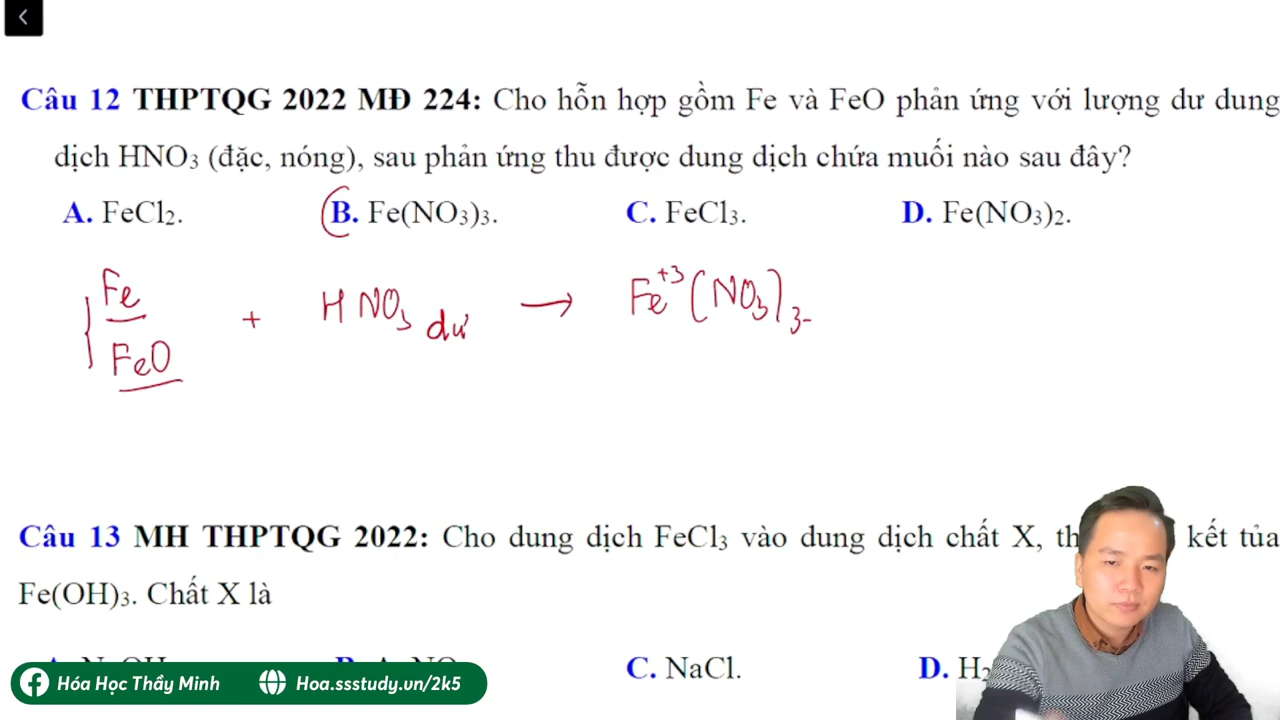 Câu 12 THPTQG 2022 MĐ 224: Cho hỗn hợp gồm Fe và FeO phản ứng với lượng dư dung
dịch HNO3 (đặc, nóng), sau phản ứng thu được dung dịch chứa muối nào sau đây?
A. FeCl2. B. Fe(NO3)3. C. FeCl3. D. Fe(NO3)2.
Fe
FeO + HNO3 dư → Fe+3(NO3)3
Câu 13 MH THPTQG 2022: Cho dung dịch FeCl3 vào dung dịch chất X, kết tủa
Fe(OH)3. Chất X là
C. NaCl. D.
Hóa Học Thầy Minh Hoa.ssstudy.vn/2k5